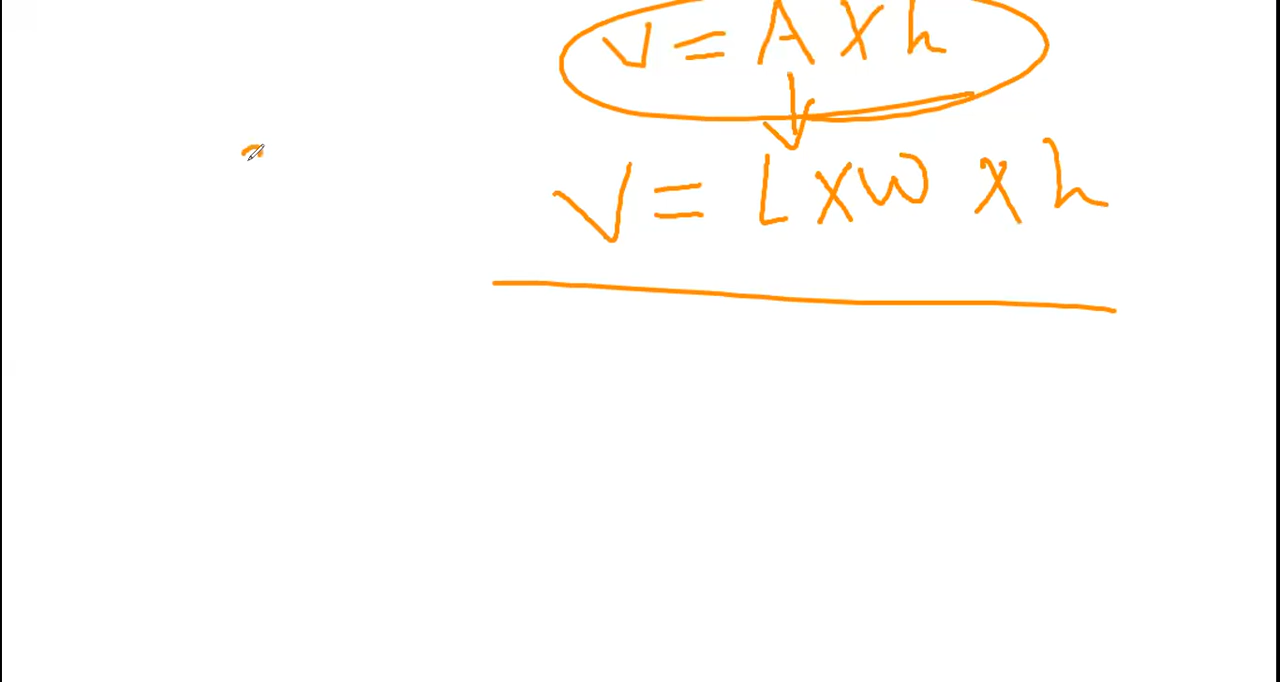 V = A X h
V = L X W X h